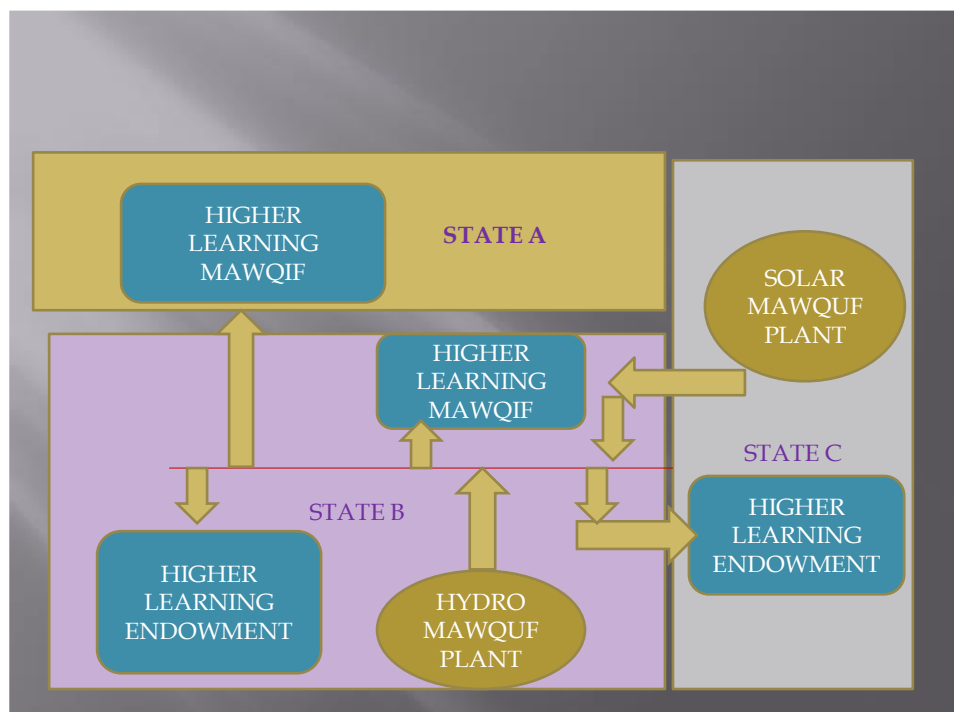 HIGHER
LEARNING
MAWQIF
STATE A
SOLAR
MAWQUF
PLANT
HIGHER
LEARNING
MAWQIF
STATE C
STATE B
HIGHER
LEARNING
ENDOWMENT
HIGHER
LEARNING
ENDOWMENT
HYDRO
MAWQUF
PLANT